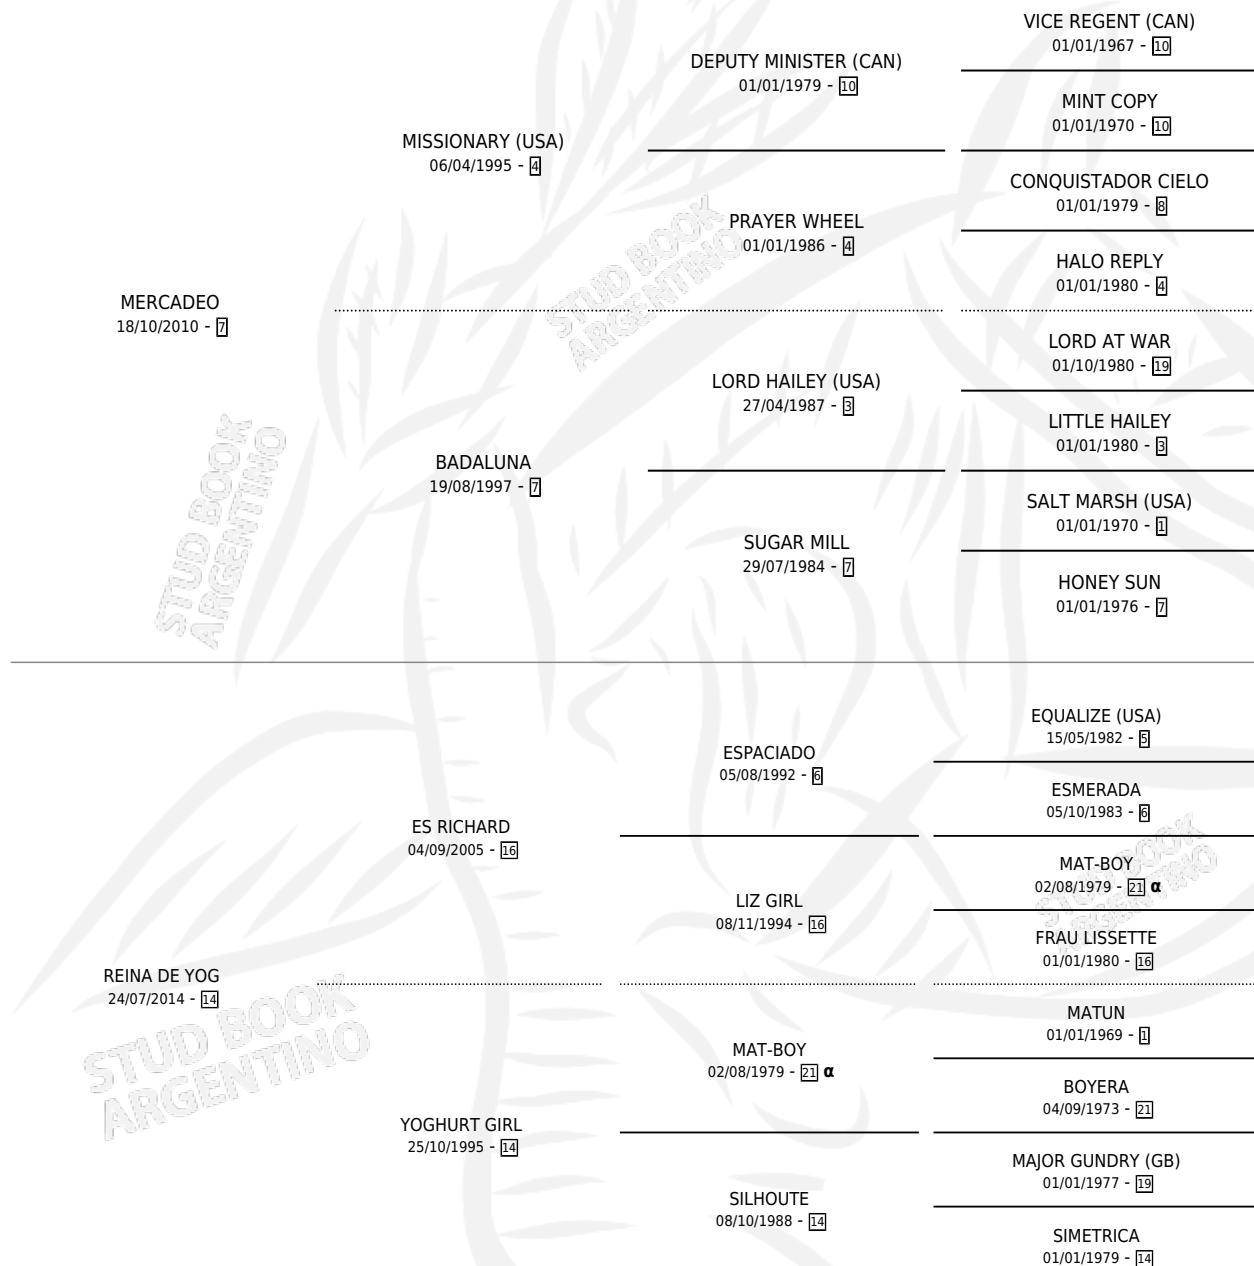 VICE REGENT (CAN)
01/01/1967 - 10
DEPUTY MINISTER (CAN)
01/01/1979 - 10
MINT COPY
01/01/1970 - 10
MISSIONARY (USA)
06/04/1995 - 4
CONQUISTADOR CIELO
01/01/1979 - 8
PRAYER WHEEL
01/01/1986 - 4
HALO REPLY
01/01/1980 - 4
MERCADEO
18/10/2010 - 7
LORD AT WAR
01/10/1980 - 19
LORD HAILEY (USA)
27/04/1987 - 3
LITTLE HAILEY
01/01/1980 - 3
BADALUNA
19/08/1997 - 7
SALT MARSH (USA)
01/01/1970 - 1
SUGAR MILL
29/07/1984 - 7
HONEY SUN
01/01/1976 - 7
STUD BOOK
ARGENTINO
STUD BOOK
ARGENTINO
EQUALIZE (USA)
15/05/1982 - 5
ESPACIADO
05/08/1992 - 6
ESMERADA
05/10/1983 - 6
ES RICHARD
04/09/2005 - 16
MAT-BOY
02/08/1979 - 21 α
LIZ GIRL
08/11/1994 - 16
FRAU LISSETTE
01/01/1980 - 16
REINA DE YOG
24/07/2014 - 14
MATUN
01/01/1969 - 1
MAT-BOY
02/08/1979 - 21 α
BOYERA
04/09/1973 - 21
YOGHURT GIRL
25/10/1995 - 14
MAJOR GUNDRY (GB)
01/01/1977 - 19
SILHOUTE
08/10/1988 - 14
SIMETRICA
01/01/1979 - 14
STUD BOOK
ARGENTINO
STUD BOOK
ARGENTINO